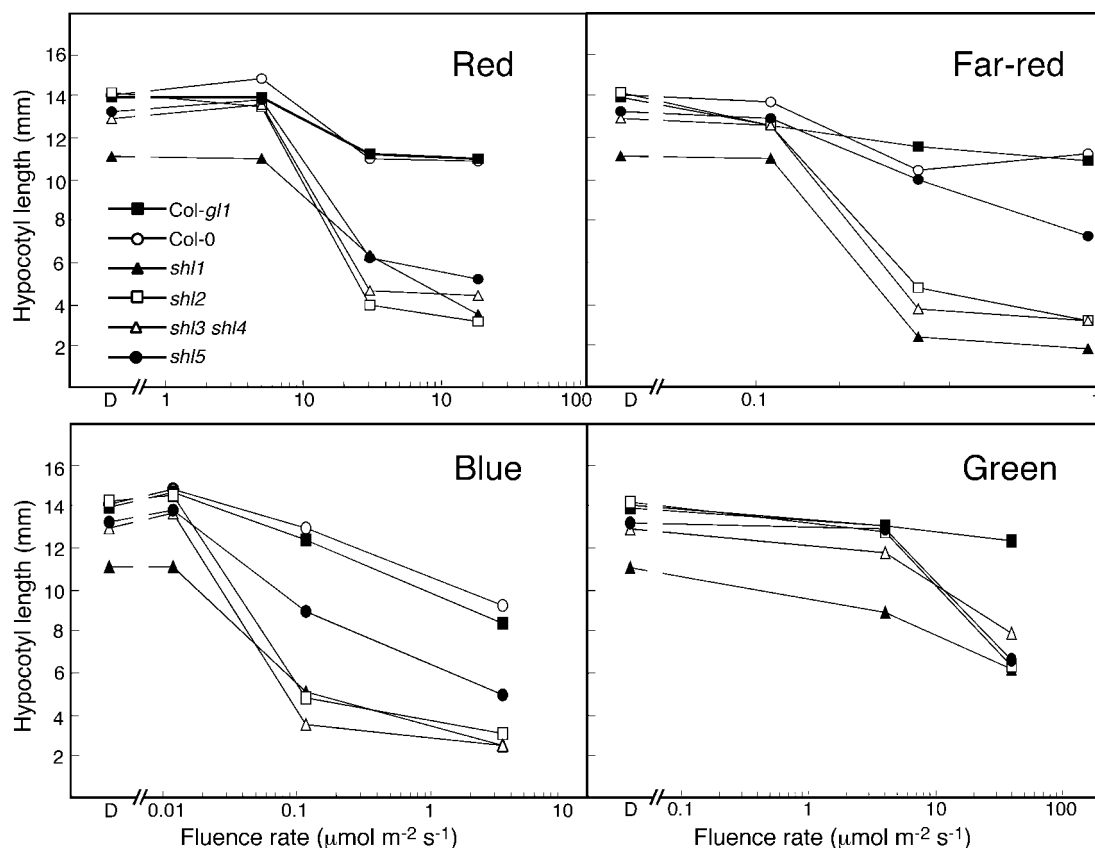 Red
Far-red
Hypocotyl length (mm)
16
14
12
10
8
6
4
2
Col-gl1
Col-0
shl1
shl2
shl3 shl4
shl5
D 1 10 100
D 0.1 1
Blue
Green
Hypocotyl length (mm)
16
14
12
10
8
6
4
2
D 0.01 0.1 1 10
D 0.1 1 10 100
Fluence rate (μmol m-2 s-1)
Fluence rate (μmol m-2 s-1)